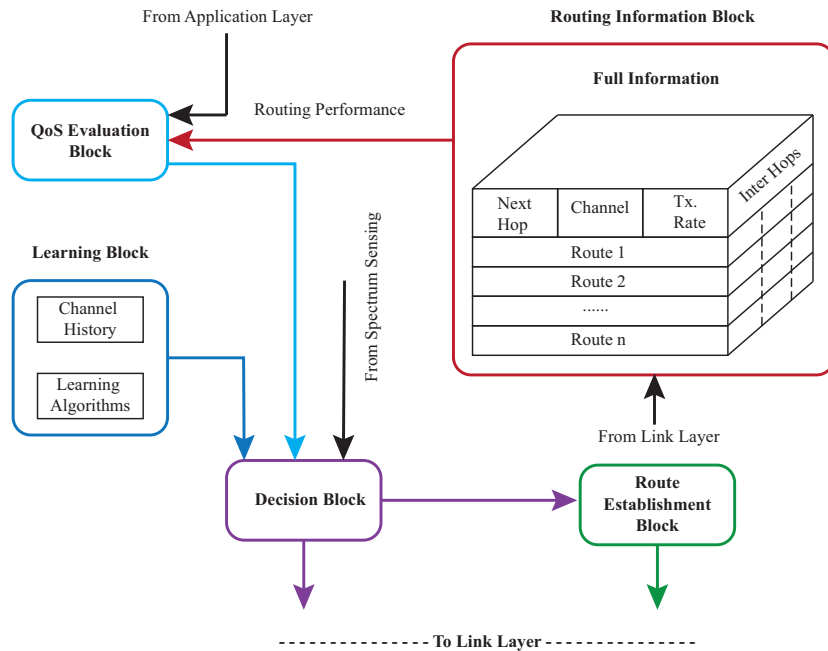 From Application Layer
Routing Information Block
Full Information
Routing Performance
QoS Evaluation
Block
Inter Hops
Next
Hop
Channel
Tx.
Rate
Route 1
Route 2
......
Route n
Learning Block
Channel
History
Learning
Algorithms
From Spectrum Sensing
From Link Layer
Decision Block
Route
Establishment
Block
To Link Layer